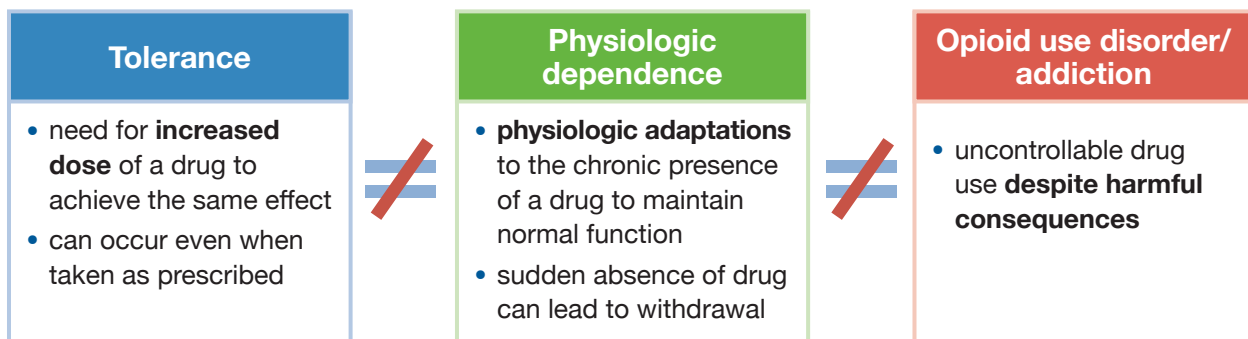 Tolerance
• need for increased
dose of a drug to
achieve the same effect
• can occur even when
taken as prescribed
Physiologic
dependence
• physiologic adaptations
to the chronic presence
of a drug to maintain
normal function
• sudden absence of drug
can lead to withdrawal
Opioid use disorder/
addiction
• uncontrollable drug
use despite harmful
consequences